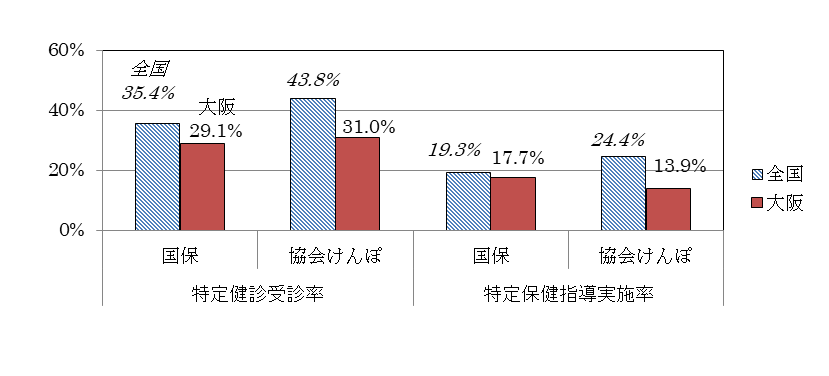 60%
40%
20%
0%
全国
35.4%
大阪
29.1%
43.8%
31.0%
19.3%
17.7%
24.4%
13.9%
国保
協会けんぽ
国保
協会けんぽ
特定健診受診率
特定保健指導実施率
全国
大阪